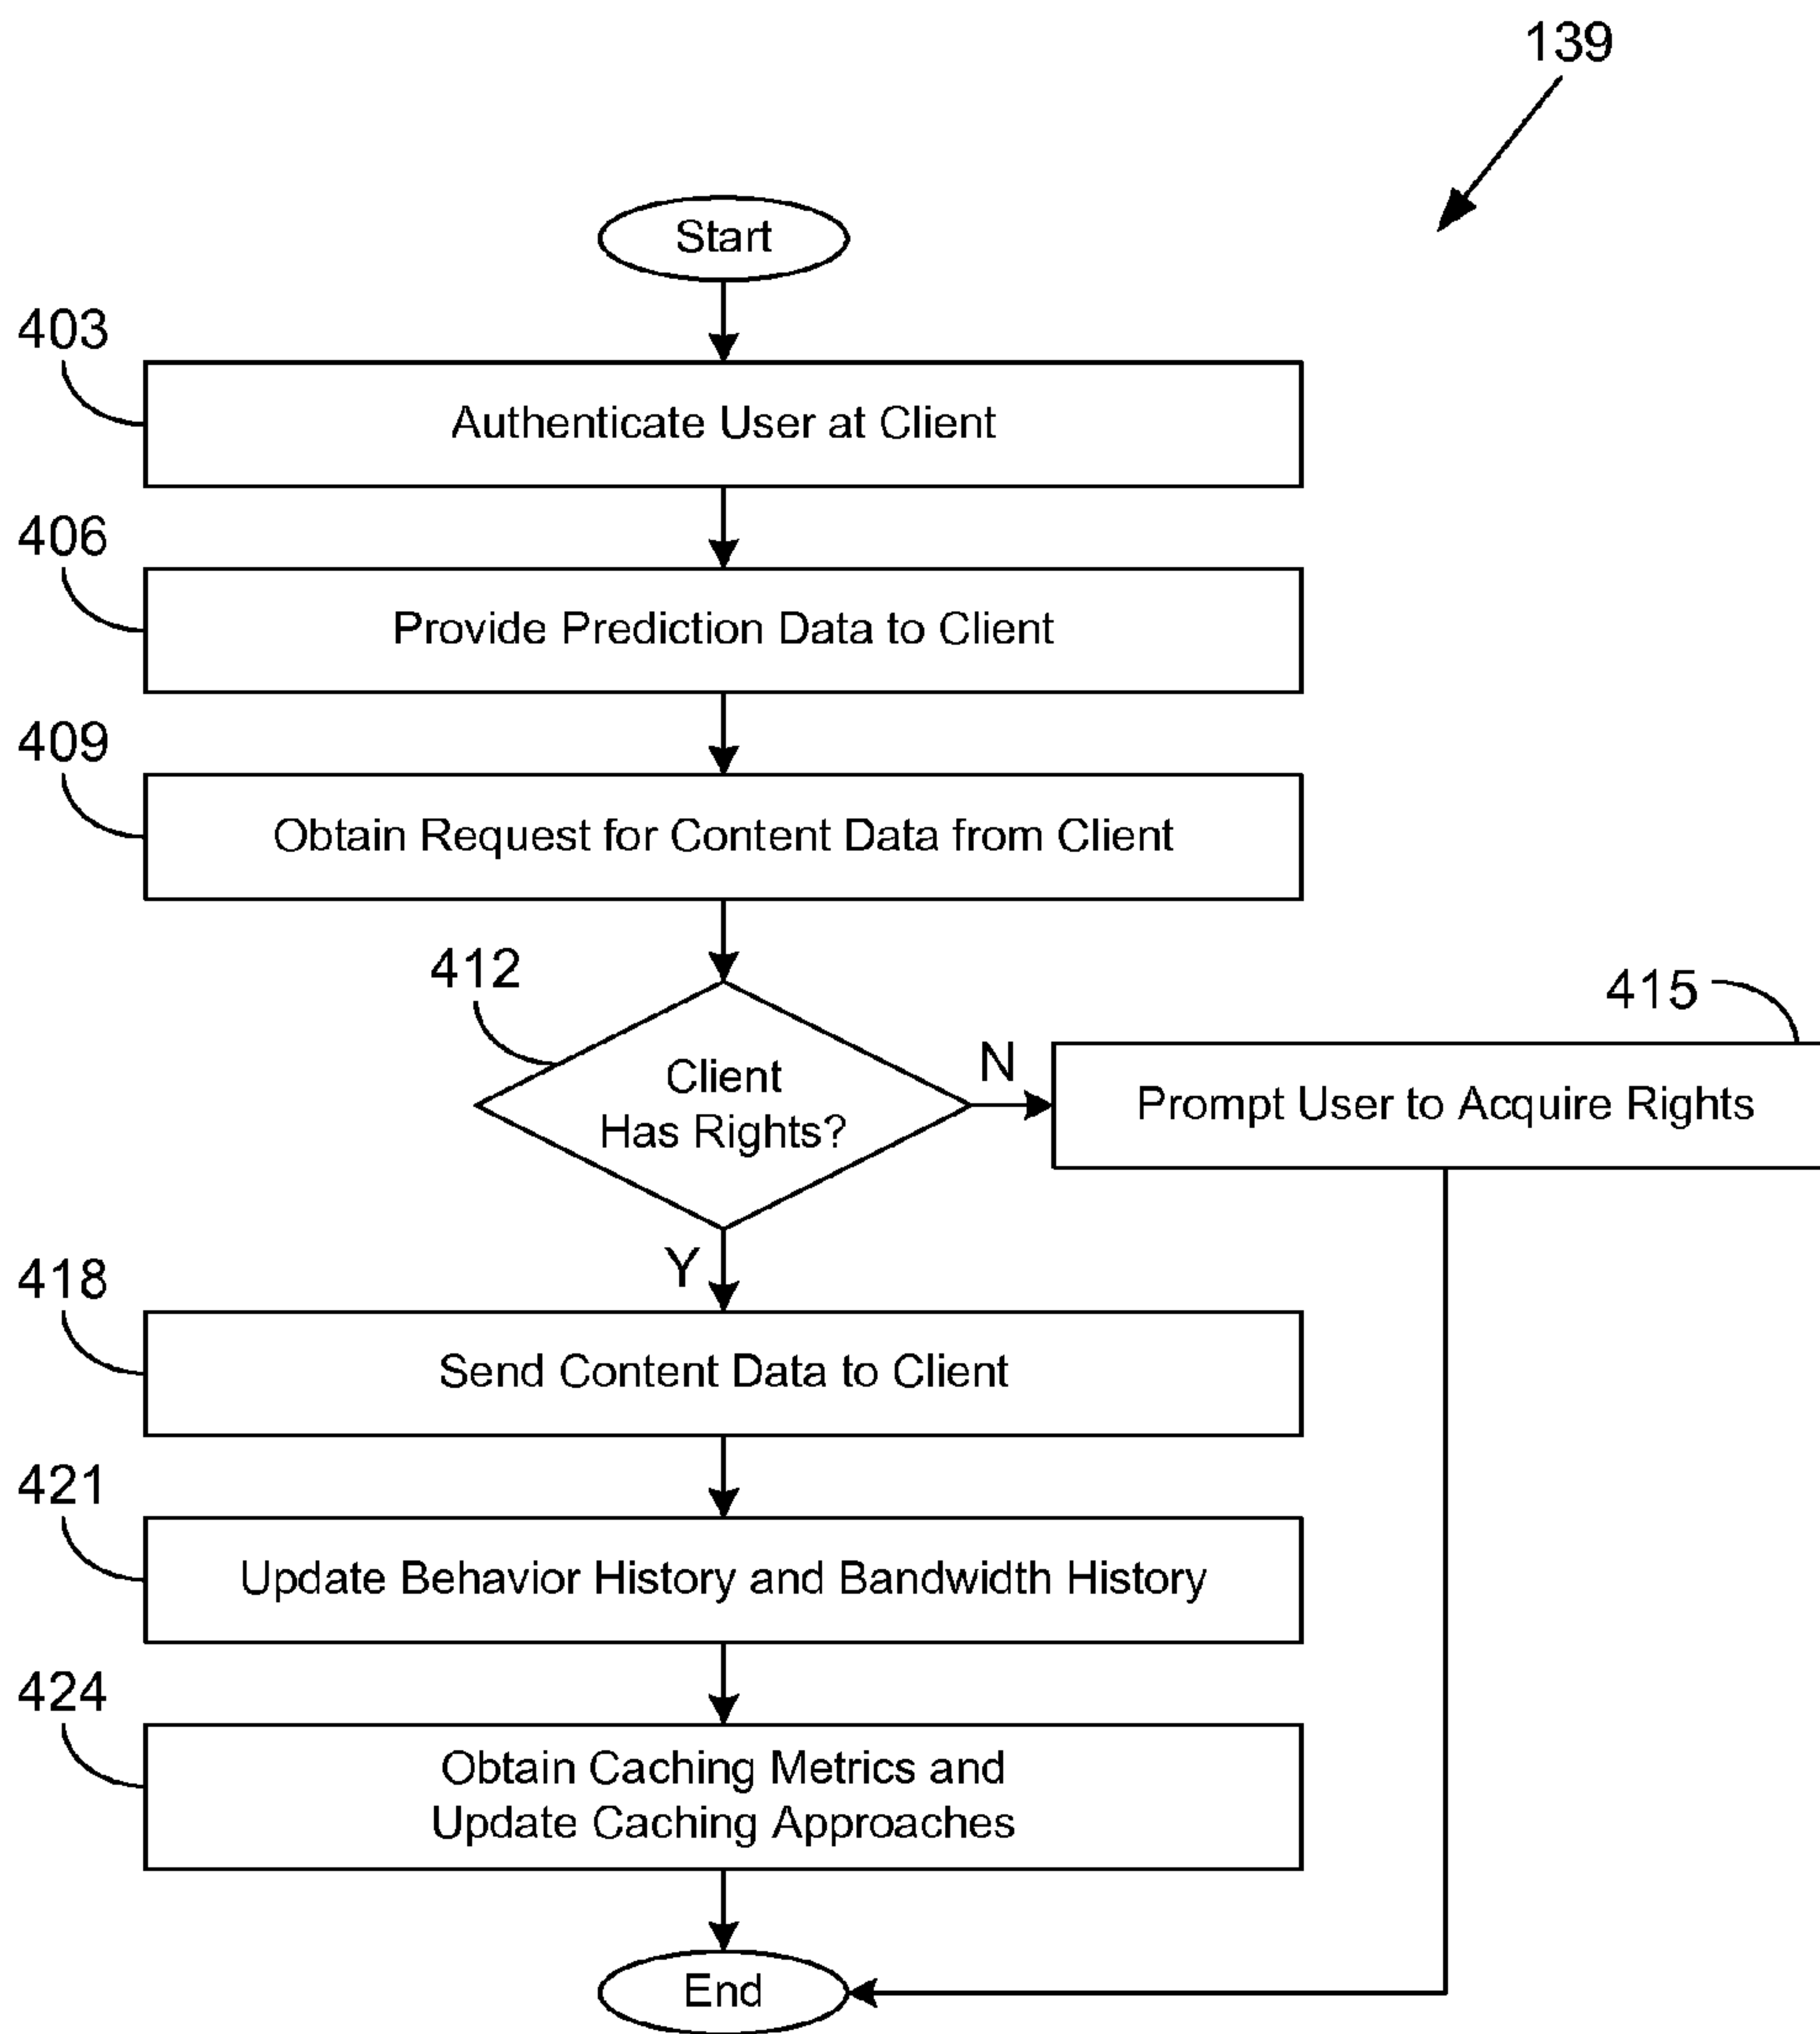 139
Start
403
Authenticate User at Client
406
Provide Prediction Data to Client
409
Obtain Request for Content Data from Client
412
Client
Has Rights?
N
415
Prompt User to Acquire Rights
Y
418
Send Content Data to Client
421
Update Behavior History and Bandwidth History
424
Obtain Caching Metrics and
Update Caching Approaches
End